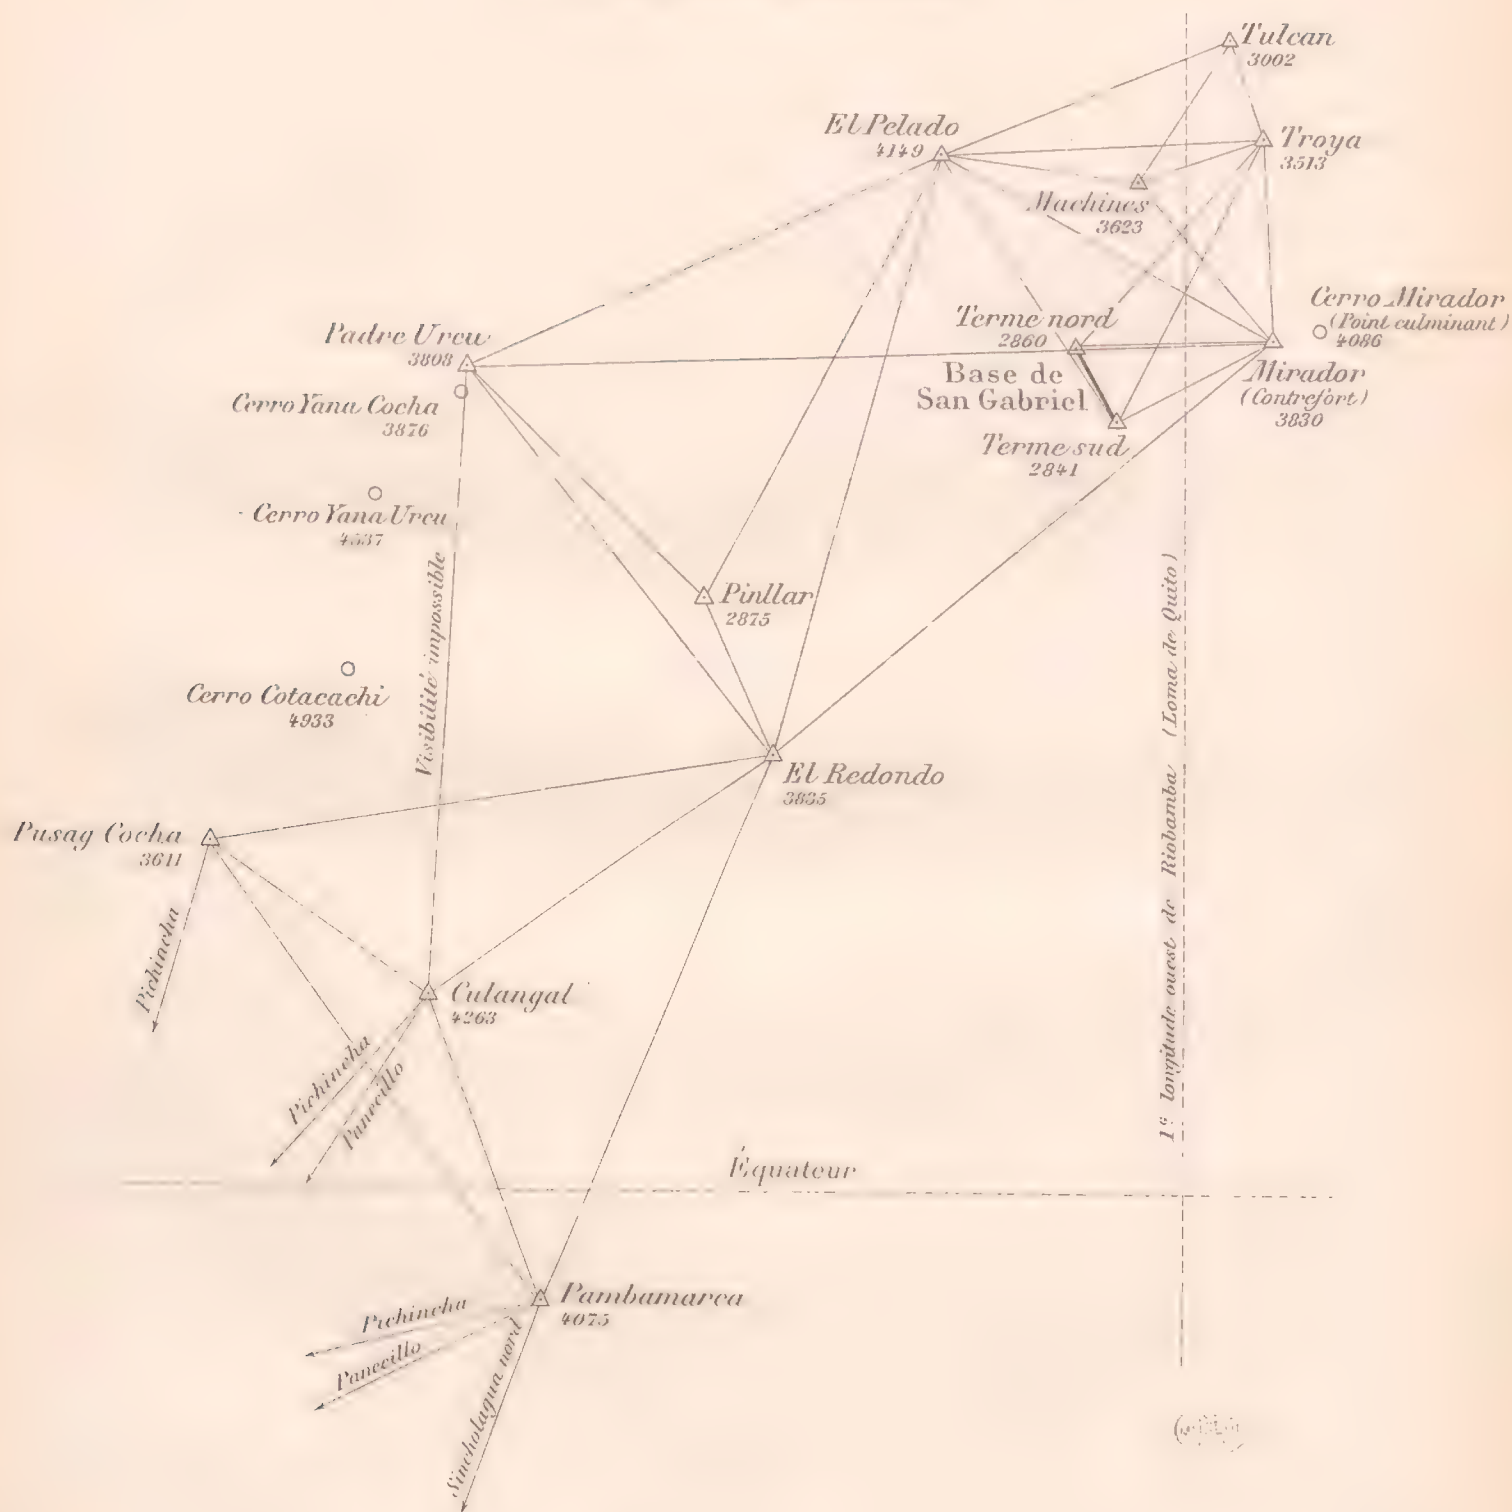 Tulcan
3002
El Pelado
4149
Troya
3513
Machines
3623
Cerro Mirador
(Point culminant)
4086
Terme nord
2860
Padre Urcu
3808
Mirador
(Contrefort)
3830
Base de
San Gabriel
Cerro Yana Cocha
3876
Terme sud
2841
Cerro Yana Urcu
4537
Visibilité impossible
1G longitude ouest de Riobamba (Loma de Quito)
Pinllar
2875
Cerro Cotacachi
4933
El Redondo
3835
Pusag Cocha
3611
Pichincha
Culangal
4263
Pichincha
Panecillo
Équateur
Pambamarca
4075
Pichincha
Panecillo
Sincholagua nord